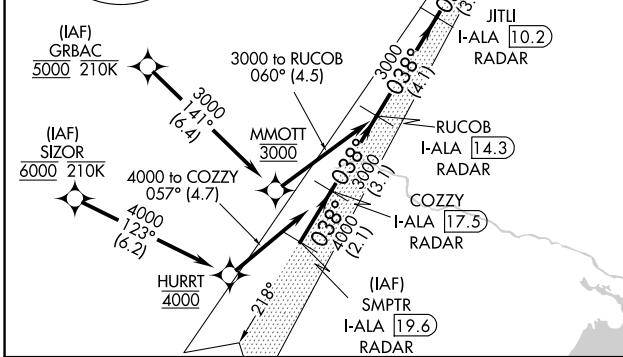 (IAF)
GRBAC
5000 210K
3000
141°
(6.4)
3000 to RUCOB
060° (4.5)
MMOTT
3000
(IAF)
SIZOR
6000 210K
4000
123°
(6.2)
4000 to COZZY
057° (4.7)
HURRT
4000
JITLI
I-ALA 10.2
RADAR
3000
038°
(4.1)
RUCOB
I-ALA 14.3
RADAR
038°
3000
(3.1)
COZZY
I-ALA 17.5
RADAR
038°
4000
(2.1)
(IAF)
SMPTR
I-ALA 19.6
RADAR
218°